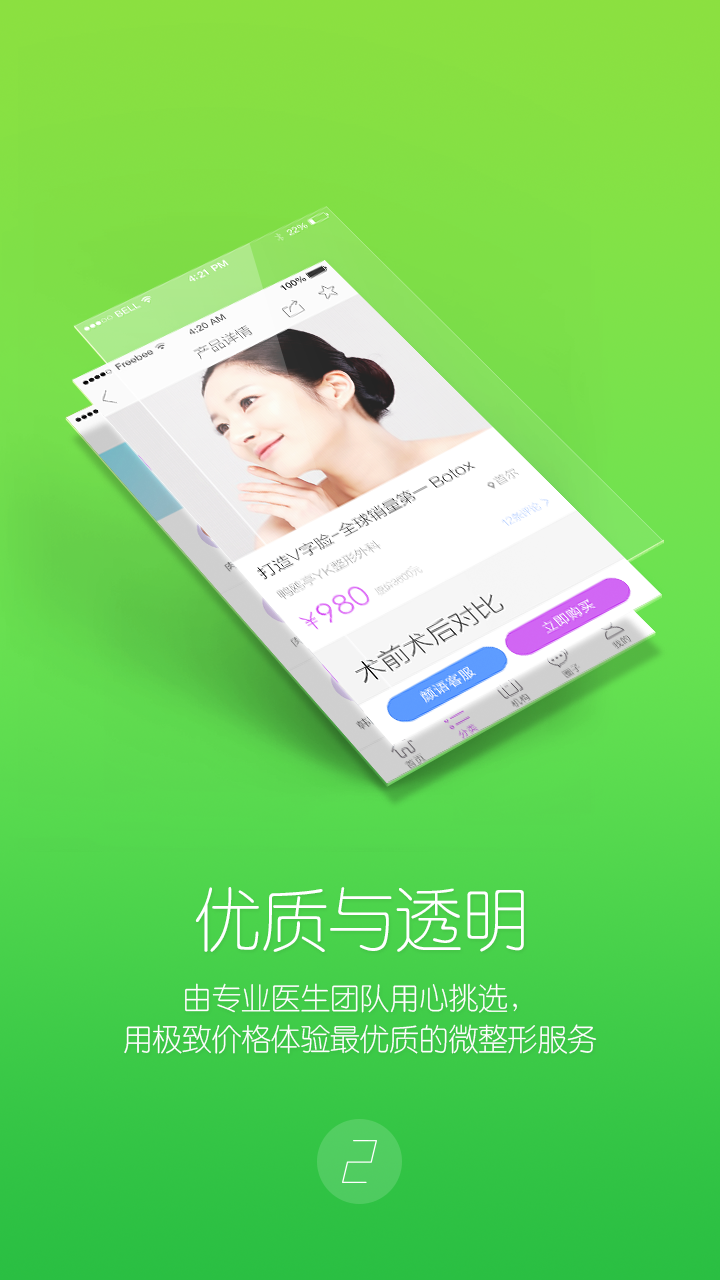 BELL 4:21 PM 22%
Freebee 4:20 AM 100%
产品详情
打造V字脸-全球销量第一 Botox
首尔
鸭鸥亭YK整形外科
12条评论
￥980
术前术后对比
颜语客服
立即购买
首页
分类
机构
圈子
我的
优质与透明
由专业医生团队用心挑选，
用极致价格体验最优质的微整形服务
2